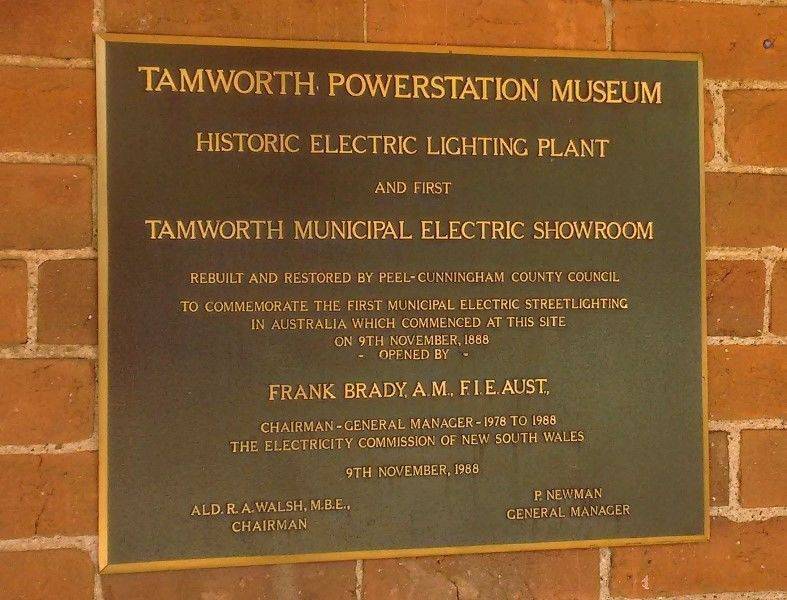 TAMWORTH POWERSTATION MUSEUM
HISTORIC ELECTRIC LIGHTING PLANT
AND FIRST
TAMWORTH MUNICIPAL ELECTRIC SHOWROOM
REBUILT AND RESTORED BY PEEL-CUNNINGHAM COUNTY COUNCIL
TO COMMEMORATE THE FIRST MUNICIPAL ELECTRIC STREETLIGHTING
IN AUSTRALIA WHICH COMMENCED AT THIS SITE
ON 9TH NOVEMBER, 1888
- OPENED BY -
FRANK BRADY, A.M., F.I.E.AUST.,
CHAIRMAN-GENERAL MANAGER-1978 TO 1988
THE ELECTRICITY COMMISSION OF NEW SOUTH WALES
9TH NOVEMBER, 1988
ALD. R.A. WALSH, M.B.E.,
CHAIRMAN
P. NEWMAN
GENERAL MANAGER